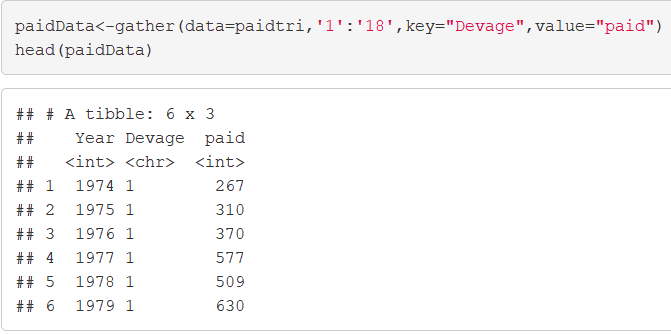 paidData<-gather(data=paidtri,'1':'18',key="Devage",value="paid")
head(paidData)
## # A tibble: 6 x 3
##    Year Devage  paid
##   <int> <chr>  <int>
## 1  1974 1        267
## 2  1975 1        310
## 3  1976 1        370
## 4  1977 1        577
## 5  1978 1        509
## 6  1979 1        630